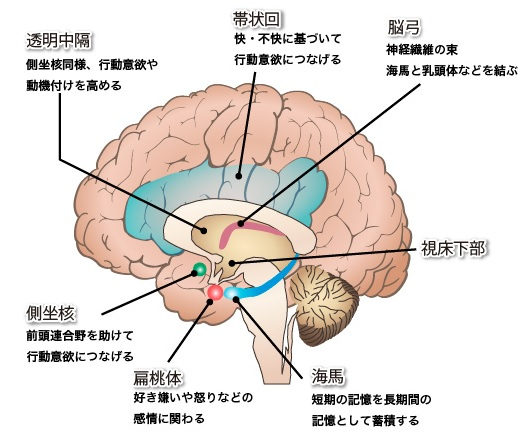 透明中隔
側坐核同様、行動意欲や
動機付けを高める
帯状回
快・不快に基づいて
行動意欲につなげる
脳弓
神経繊維の束
海馬と乳頭体などを結ぶ
視床下部
側坐核
前頭連合野を助けて
行動意欲につなげる
扁桃体
好き嫌いや怒りなどの
感情に関わる
海馬
短期の記憶を長期間の
記憶として蓄積する